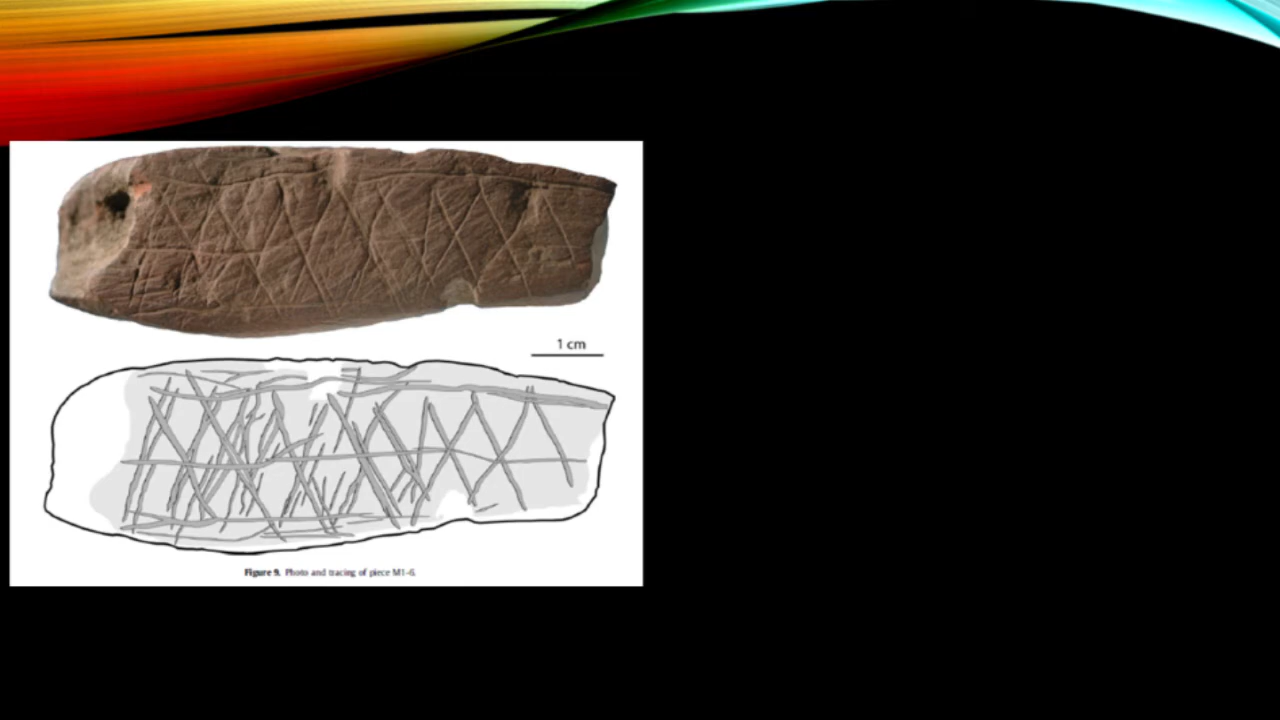 1 cm
Figure 9. Photo and tracing of piece M1-6.